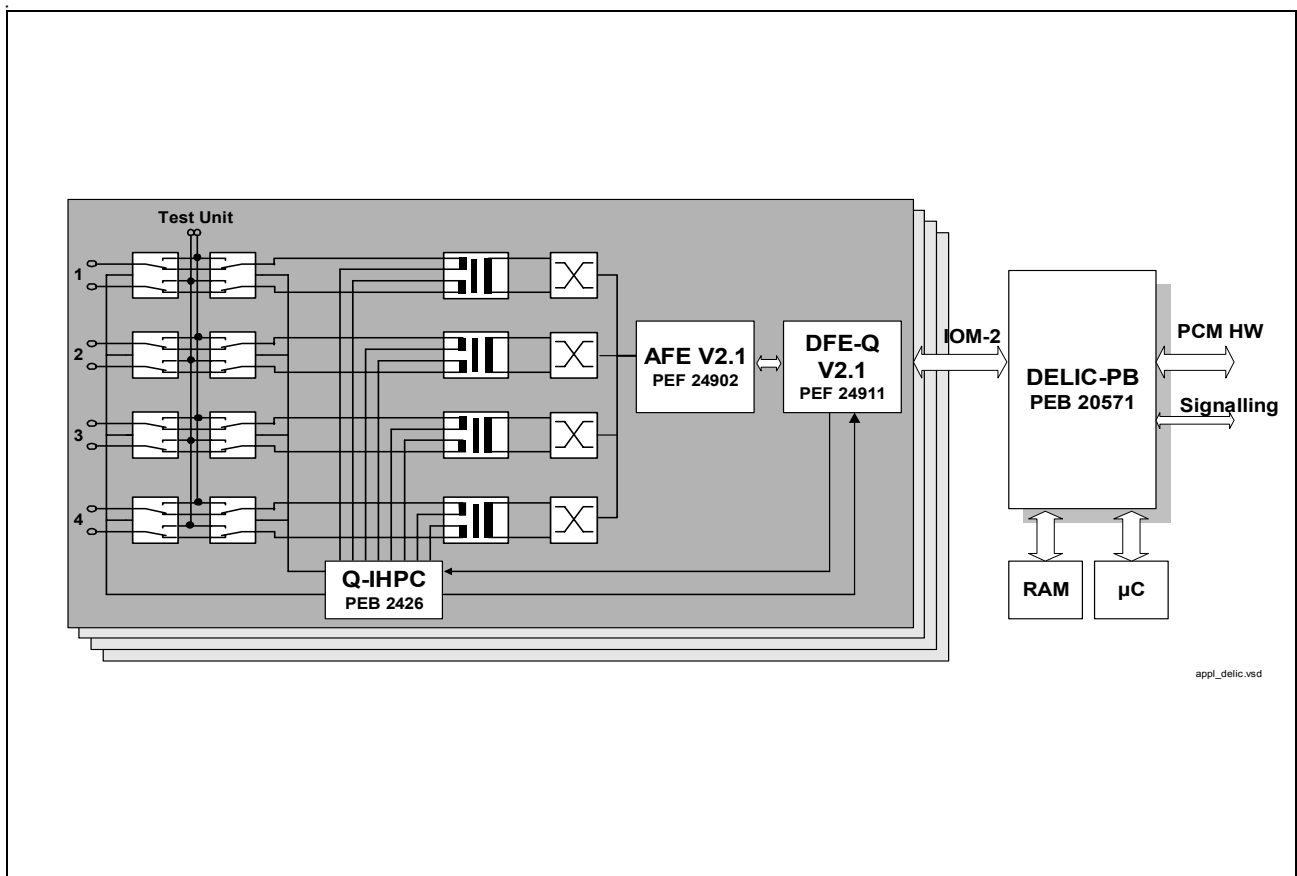 Test Unit
1
2
3
4
AFE V2.1
PEF 24902
DFE-Q
V2.1
PEF 24911
IOM-2
DELIC-PB
PEB 20571
PCM HW
Signalling
Q-IHPC
PEB 2426
RAM
µC
appl_delic.vsd